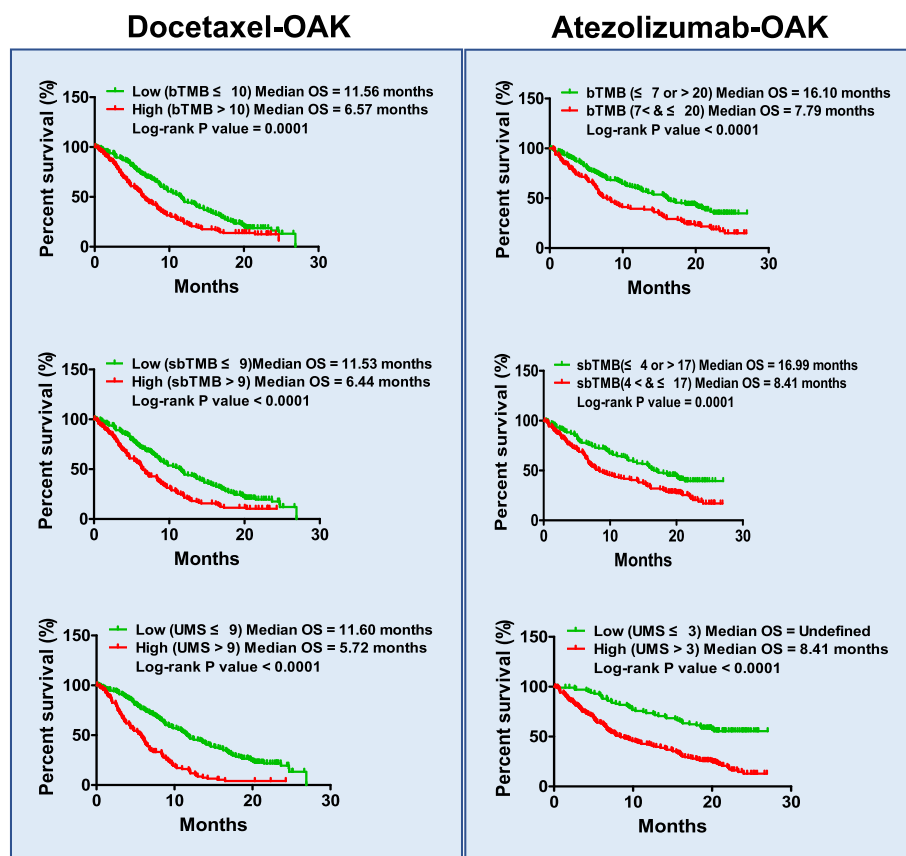 Docetaxel-OAK
Low (bTMB ≤ 10) Median OS = 11.56 months
High (bTMB > 10) Median OS = 6.57 months
Log-rank P value = 0.0001
Percent survival (%)
150
100
50
0
0 10 20 30
Months
Low (sbTMB ≤ 9)Median OS = 11.53 months
High (sbTMB > 9) Median OS = 6.44 months
Log-rank P value < 0.0001
Percent survival (%)
150
100
50
0
0 10 20 30
Months
Low (UMS ≤ 9) Median OS = 11.60 months
High (UMS > 9) Median OS = 5.72 months
Log-rank P value < 0.0001
Percent survival (%)
150
100
50
0
0 10 20 30
Months
Atezolizumab-OAK
bTMB (≤ 7 or > 20) Median OS = 16.10 months
bTMB (7< & ≤ 20) Median OS = 7.79 months
Log-rank P value < 0.0001
Percent survival (%)
150
100
50
0
0 10 20 30
Months
sbTMB(≤ 4 or > 17) Median OS = 16.99 months
sbTMB(4 < & ≤ 17) Median OS = 8.41 months
Log-rank P value = 0.0001
Percent survival (%)
150
100
50
0
0 10 20 30
Months
Low (UMS ≤ 3) Median OS = Undefined
High (UMS > 3) Median OS = 8.41 months
Log-rank P value < 0.0001
Percent survival (%)
150
100
50
0
0 10 20 30
Months